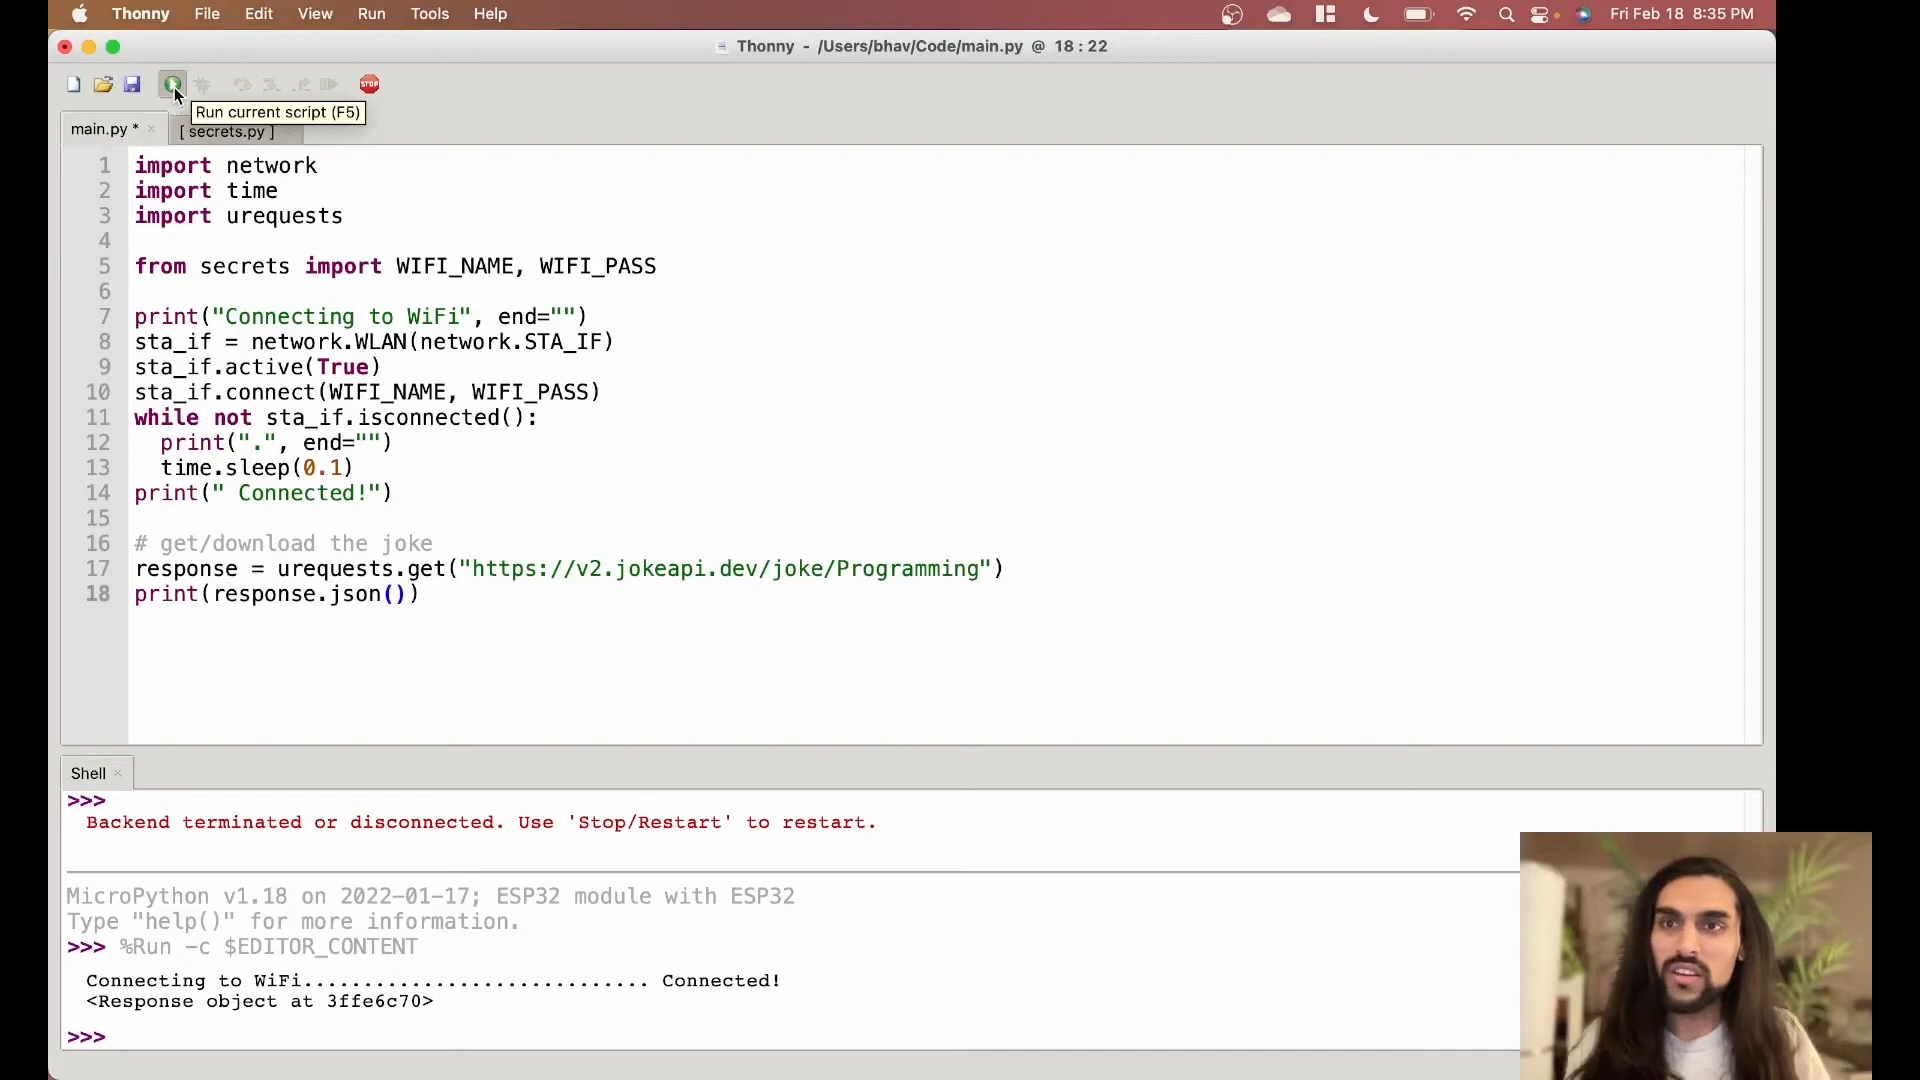 Thonny File Edit View Run Tools Help Fri Feb 18 8:35 PM
Thonny - /Users/bhav/Code/main.py @ 18 : 22
STOP
Run current script (F5)
main.py * × [ secrets.py ]
1 import network
2 import time
3 import urequests
4
5 from secrets import WIFI_NAME, WIFI_PASS
6
7 print("Connecting to WiFi", end="")
8 sta_if = network.WLAN(network.STA_IF)
9 sta_if.active(True)
10 sta_if.connect(WIFI_NAME, WIFI_PASS)
11 while not sta_if.isconnected():
12   print(".", end="")
13   time.sleep(0.1)
14 print(" Connected!")
15
16 # get/download the joke
17 response = urequests.get("https://v2.jokeapi.dev/joke/Programming")
18 print(response.json())
Shell ×
>>>
Backend terminated or disconnected. Use 'Stop/Restart' to restart.
MicroPython v1.18 on 2022-01-17; ESP32 module with ESP32
Type "help()" for more information.
>>> %Run -c $EDITOR_CONTENT
Connecting to WiFi............................. Connected!
<Response object at 3ffe6c70>
>>>